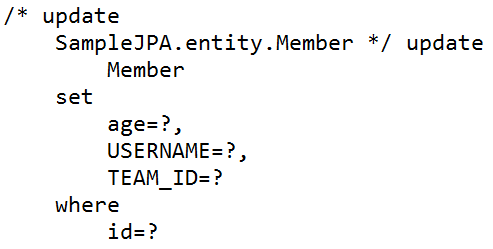 /* update
SampleJPA.entity.Member */ update
Member
set
age=?,
USERNAME=?,
TEAM_ID=?
where
id=?